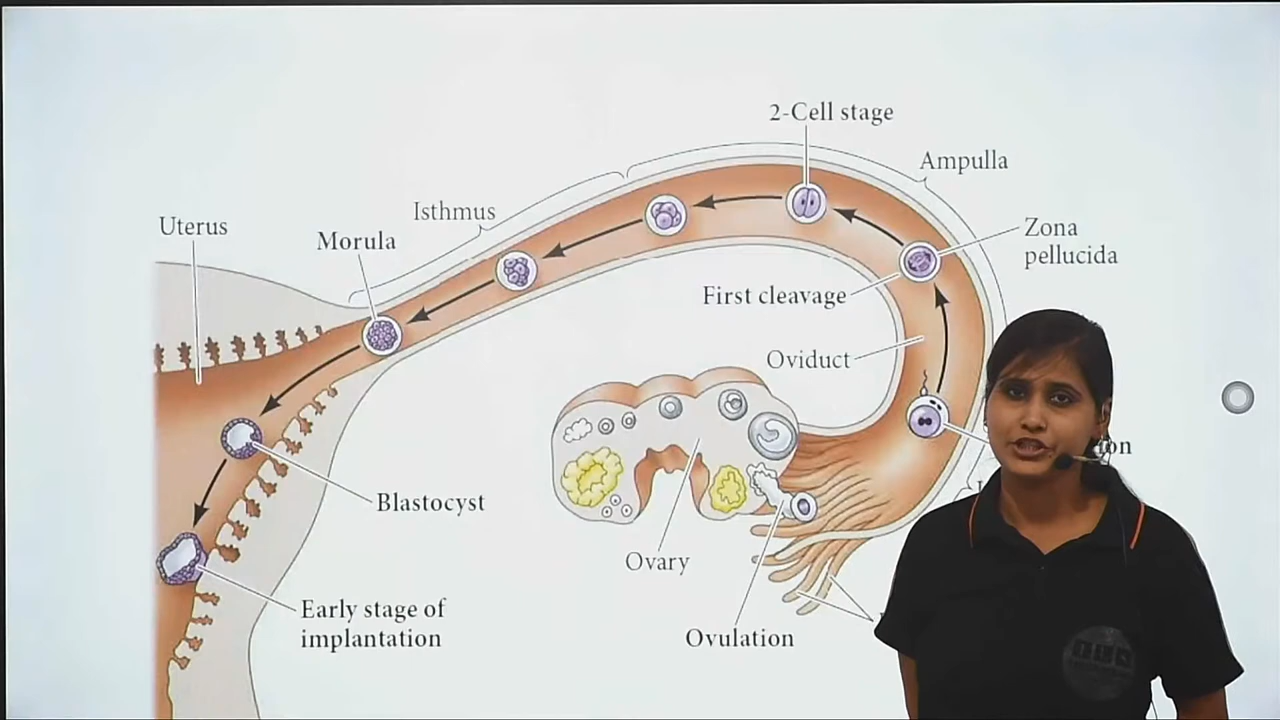 2-Cell stage
Ampulla
Isthmus
Uterus
Morula
Zona
pellucida
First cleavage
Oviduct
Blastocyst
Ovary
Early stage of
implantation
Ovulation